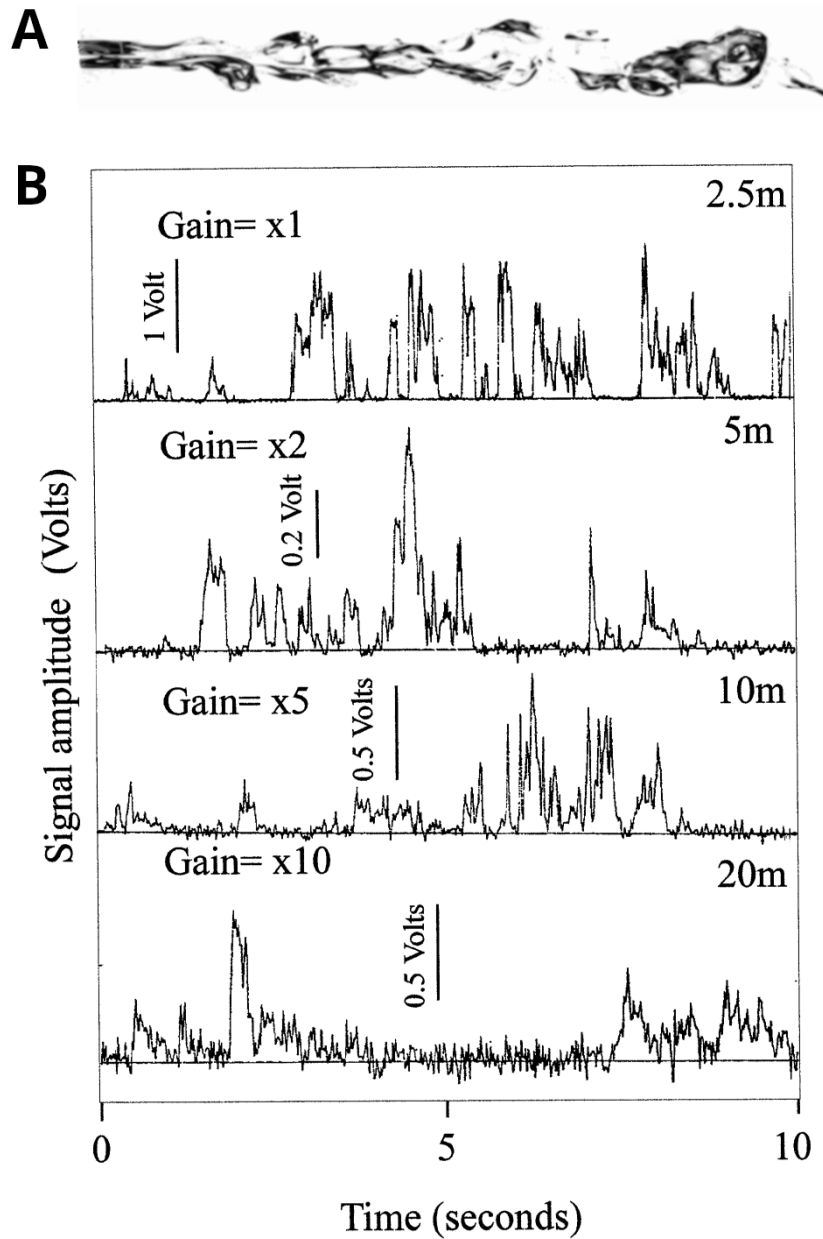 A
B
2.5m
Gain= x1
1 Volt
5m
Gain= x2
0.2 Volt
10m
Gain= x5
0.5 Volts
20m
Gain= x10
0.5 Volts
Signal amplitude (Volts)
0
5
10
Time (seconds)